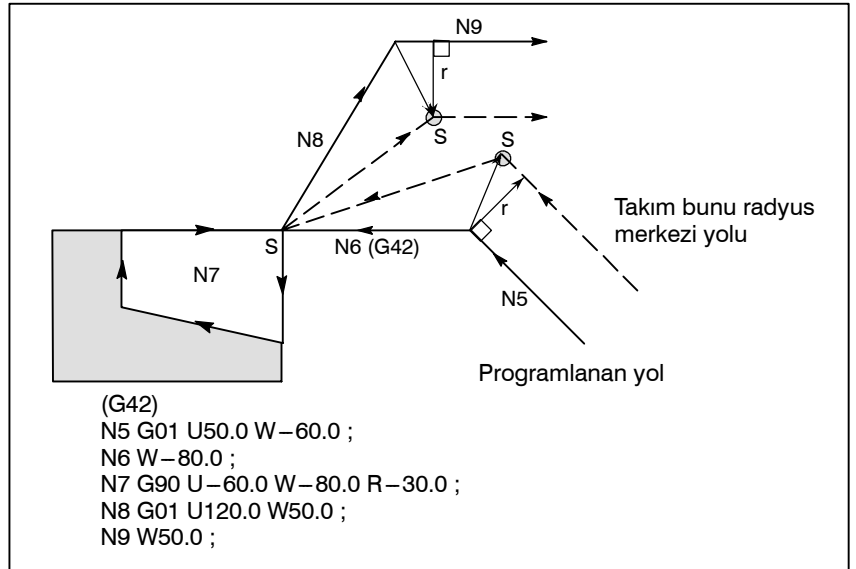 N9
r
N8
S
S
r
Takım bunu radyus
merkezi yolu
S
N6 (G42)
N7
N5
Programlanan yol
(G42)
N5 G01 U50.0 W−60.0 ;
N6 W−80.0 ;
N7 G90 U−60.0 W−80.0 R−30.0 ;
N8 G01 U120.0 W50.0 ;
N9 W50.0 ;